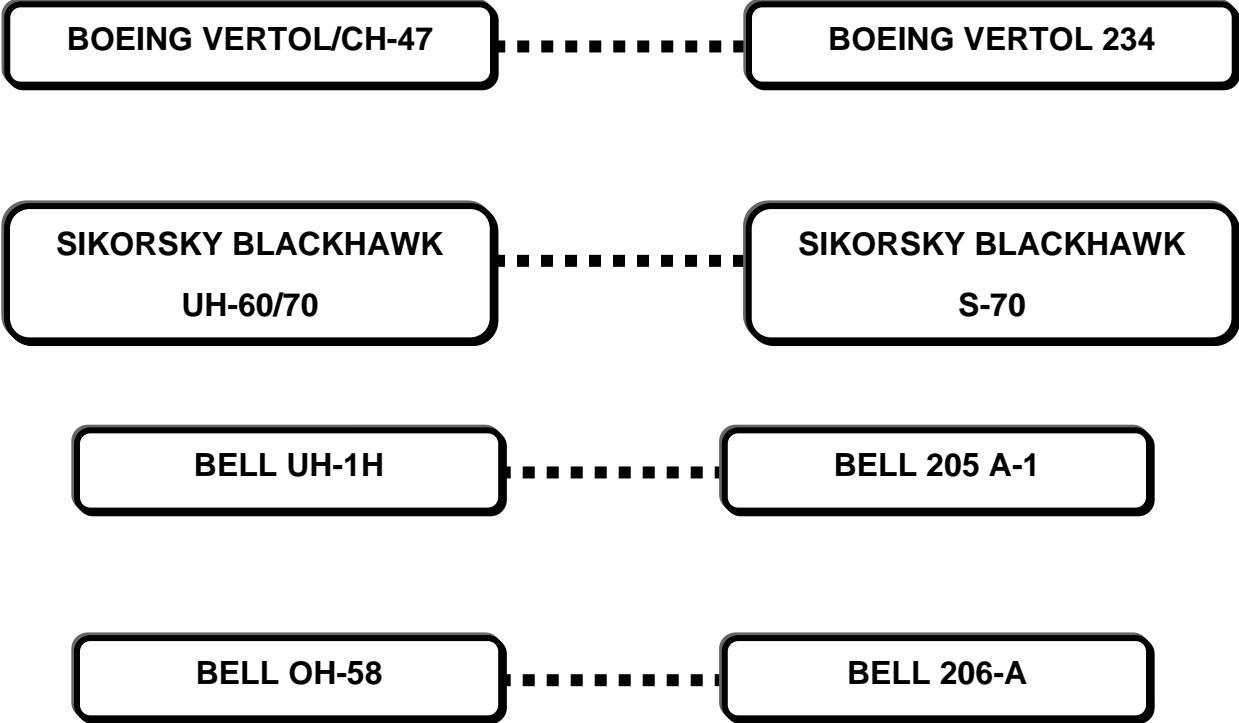 BOEING VERTOL/CH-47
BOEING VERTOL 234
SIKORSKY BLACKHAWK
UH-60/70
SIKORSKY BLACKHAWK
S-70
BELL UH-1H
BELL 205 A-1
BELL OH-58
BELL 206-A